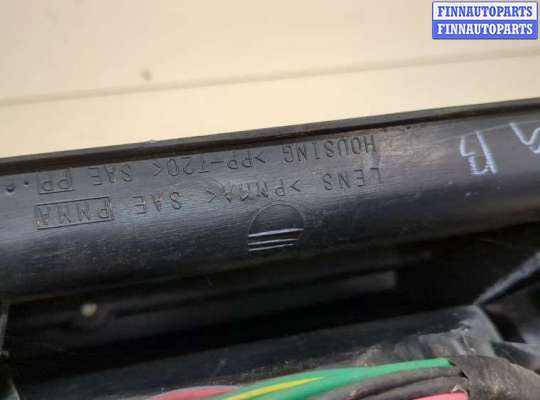 FINNAUTOPARTS
FINNAUTOPARTS
LENS >PMMA< SAE PMMA
HOUSING >PP-T20< SAE PP